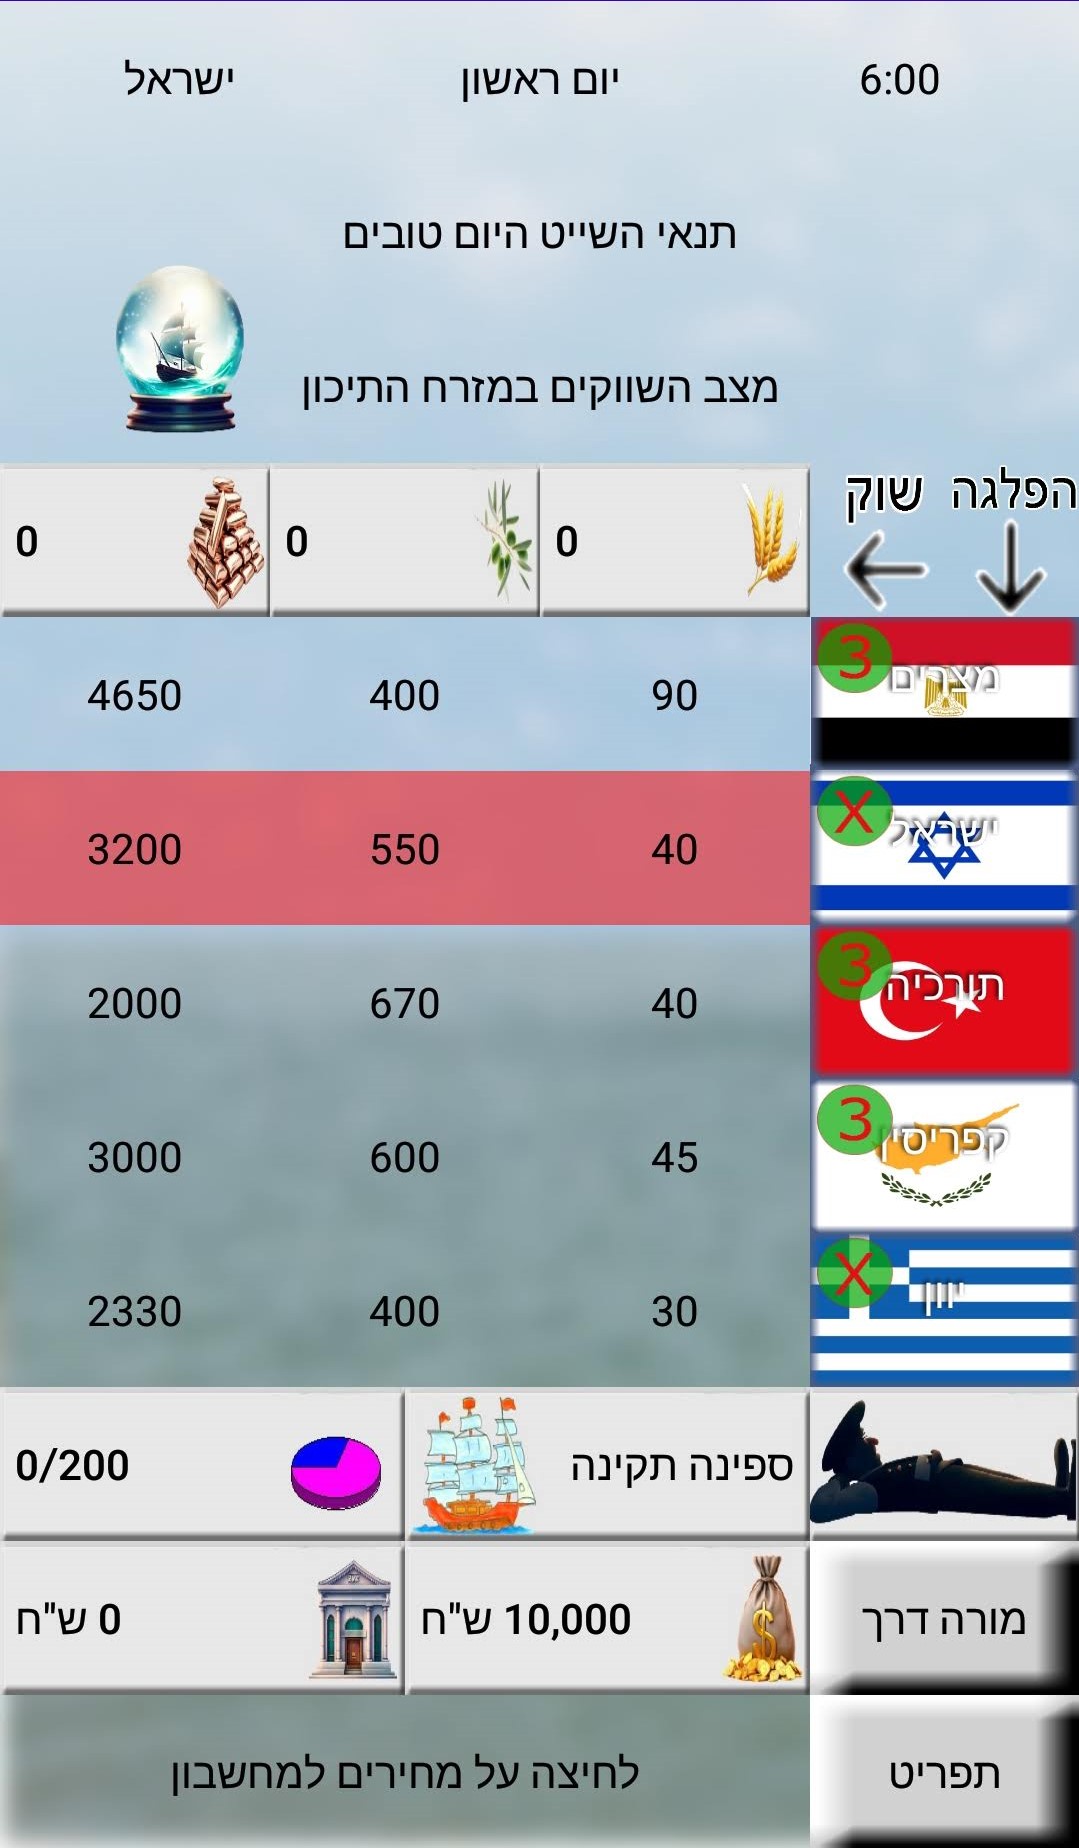 ישראל יום ראשון 6:00
תנאי השייט היום טובים
מצב השווקים במזרח התיכון
הפלגה שוק
0 0 0
מצרים 3 90 400 4650
ישראל X 40 550 3200
תורכיה 3 40 670 2000
קפריסין 3 45 600 3000
יוון X 30 400 2330
ספינה תקינה 0/200
מורה דרך 10,000 ש"ח 0 ש"ח
תפריט לחיצה על מחירים למחשבון